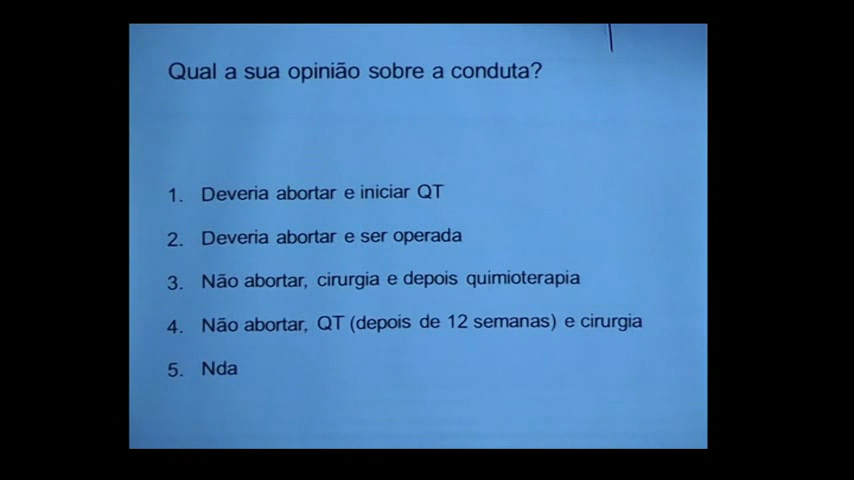 Qual a sua opinião sobre a conduta?
1. Deveria abortar e iniciar QT
2. Deveria abortar e ser operada
3. Não abortar, cirurgia e depois quimioterapia
4. Não abortar, QT (depois de 12 semanas) e cirurgia
5. Nda